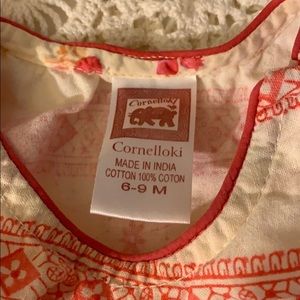 Cornelloki
Cornelloki
MADE IN INDIA
COTTON 100% COTON
6-9 M